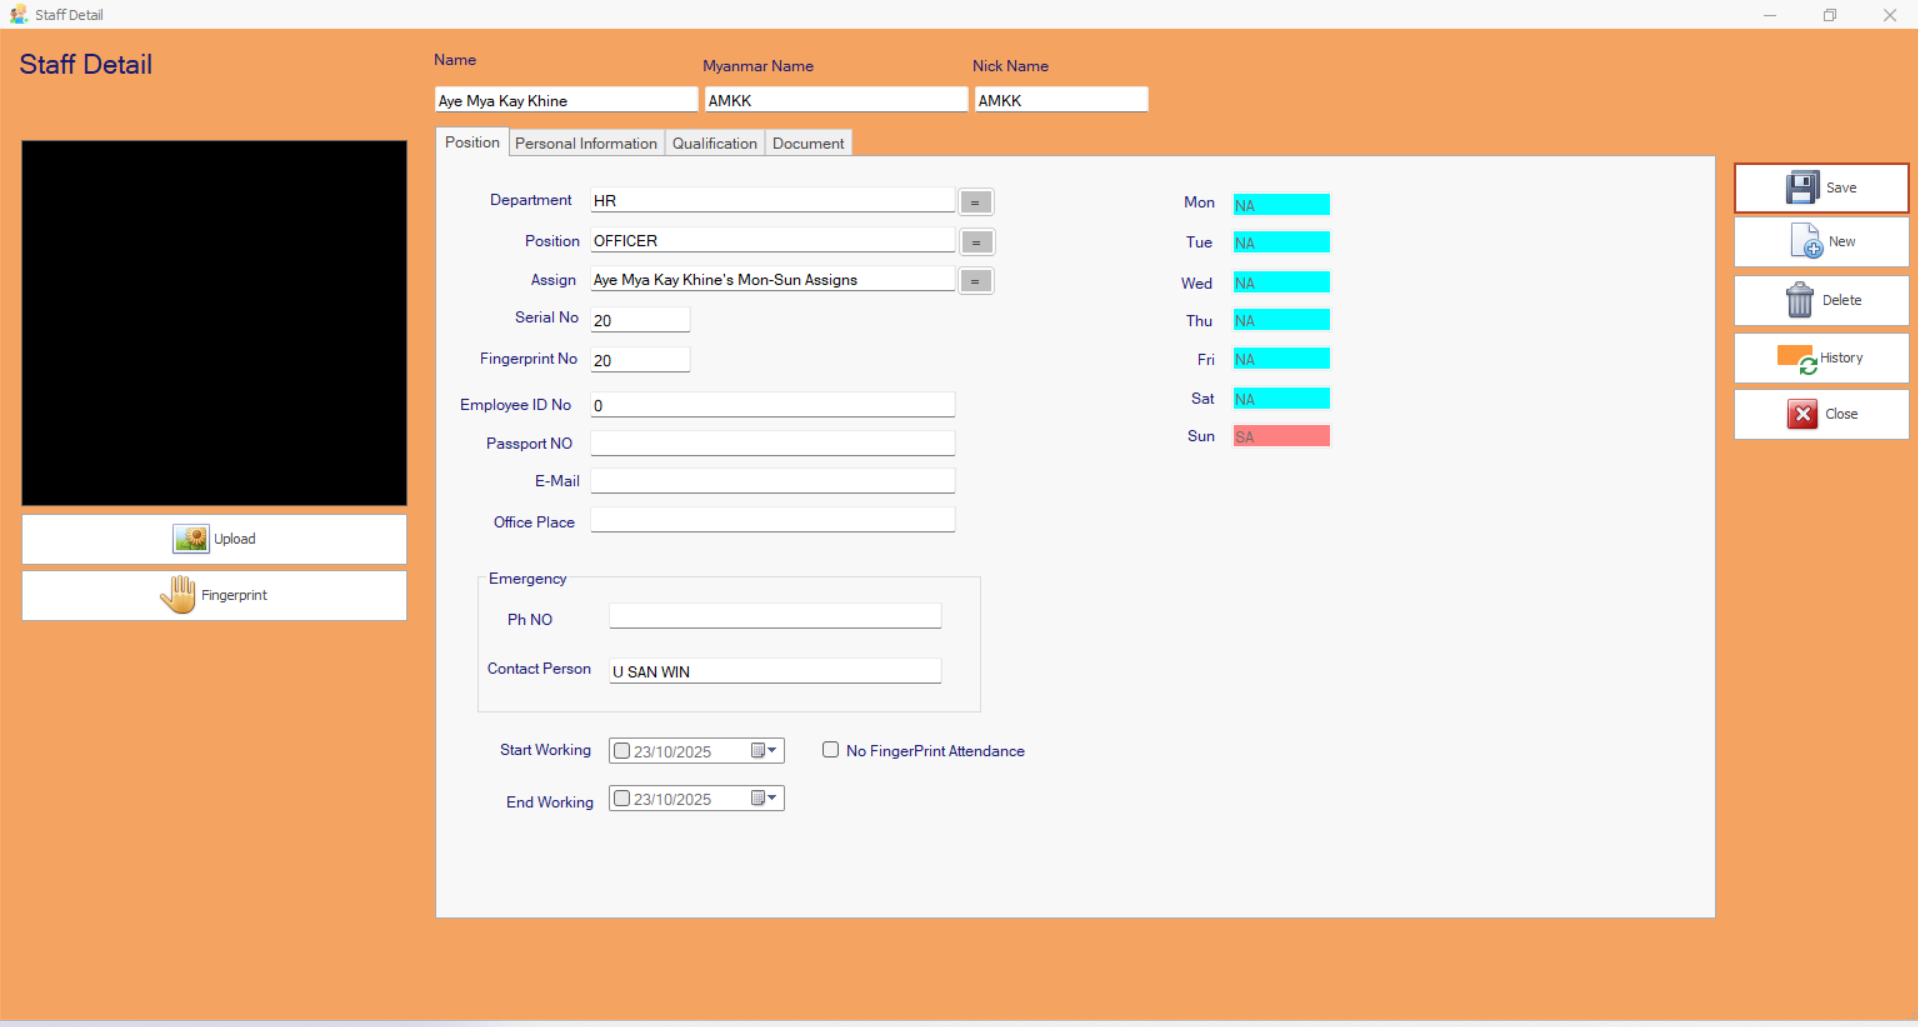 Staff Detail
Staff Detail
Name
Myanmar Name
Nick Name
Aye Mya Kay Khine
AMKK
AMKK
Position
Personal Information
Qualification
Document
Department
HR
=
Position
OFFICER
=
Assign
Aye Mya Kay Khine's Mon-Sun Assigns
=
Serial No
20
Fingerprint No
20
Employee ID No
0
Passport NO
E-Mail
Office Place
Emergency
Ph NO
Contact Person
U SAN WIN
Start Working
23/10/2025
No FingerPrint Attendance
End Working
23/10/2025
Mon
NA
Tue
NA
Wed
NA
Thu
NA
Fri
NA
Sat
NA
Sun
SA
Save
New
Delete
History
Close
Upload
Fingerprint